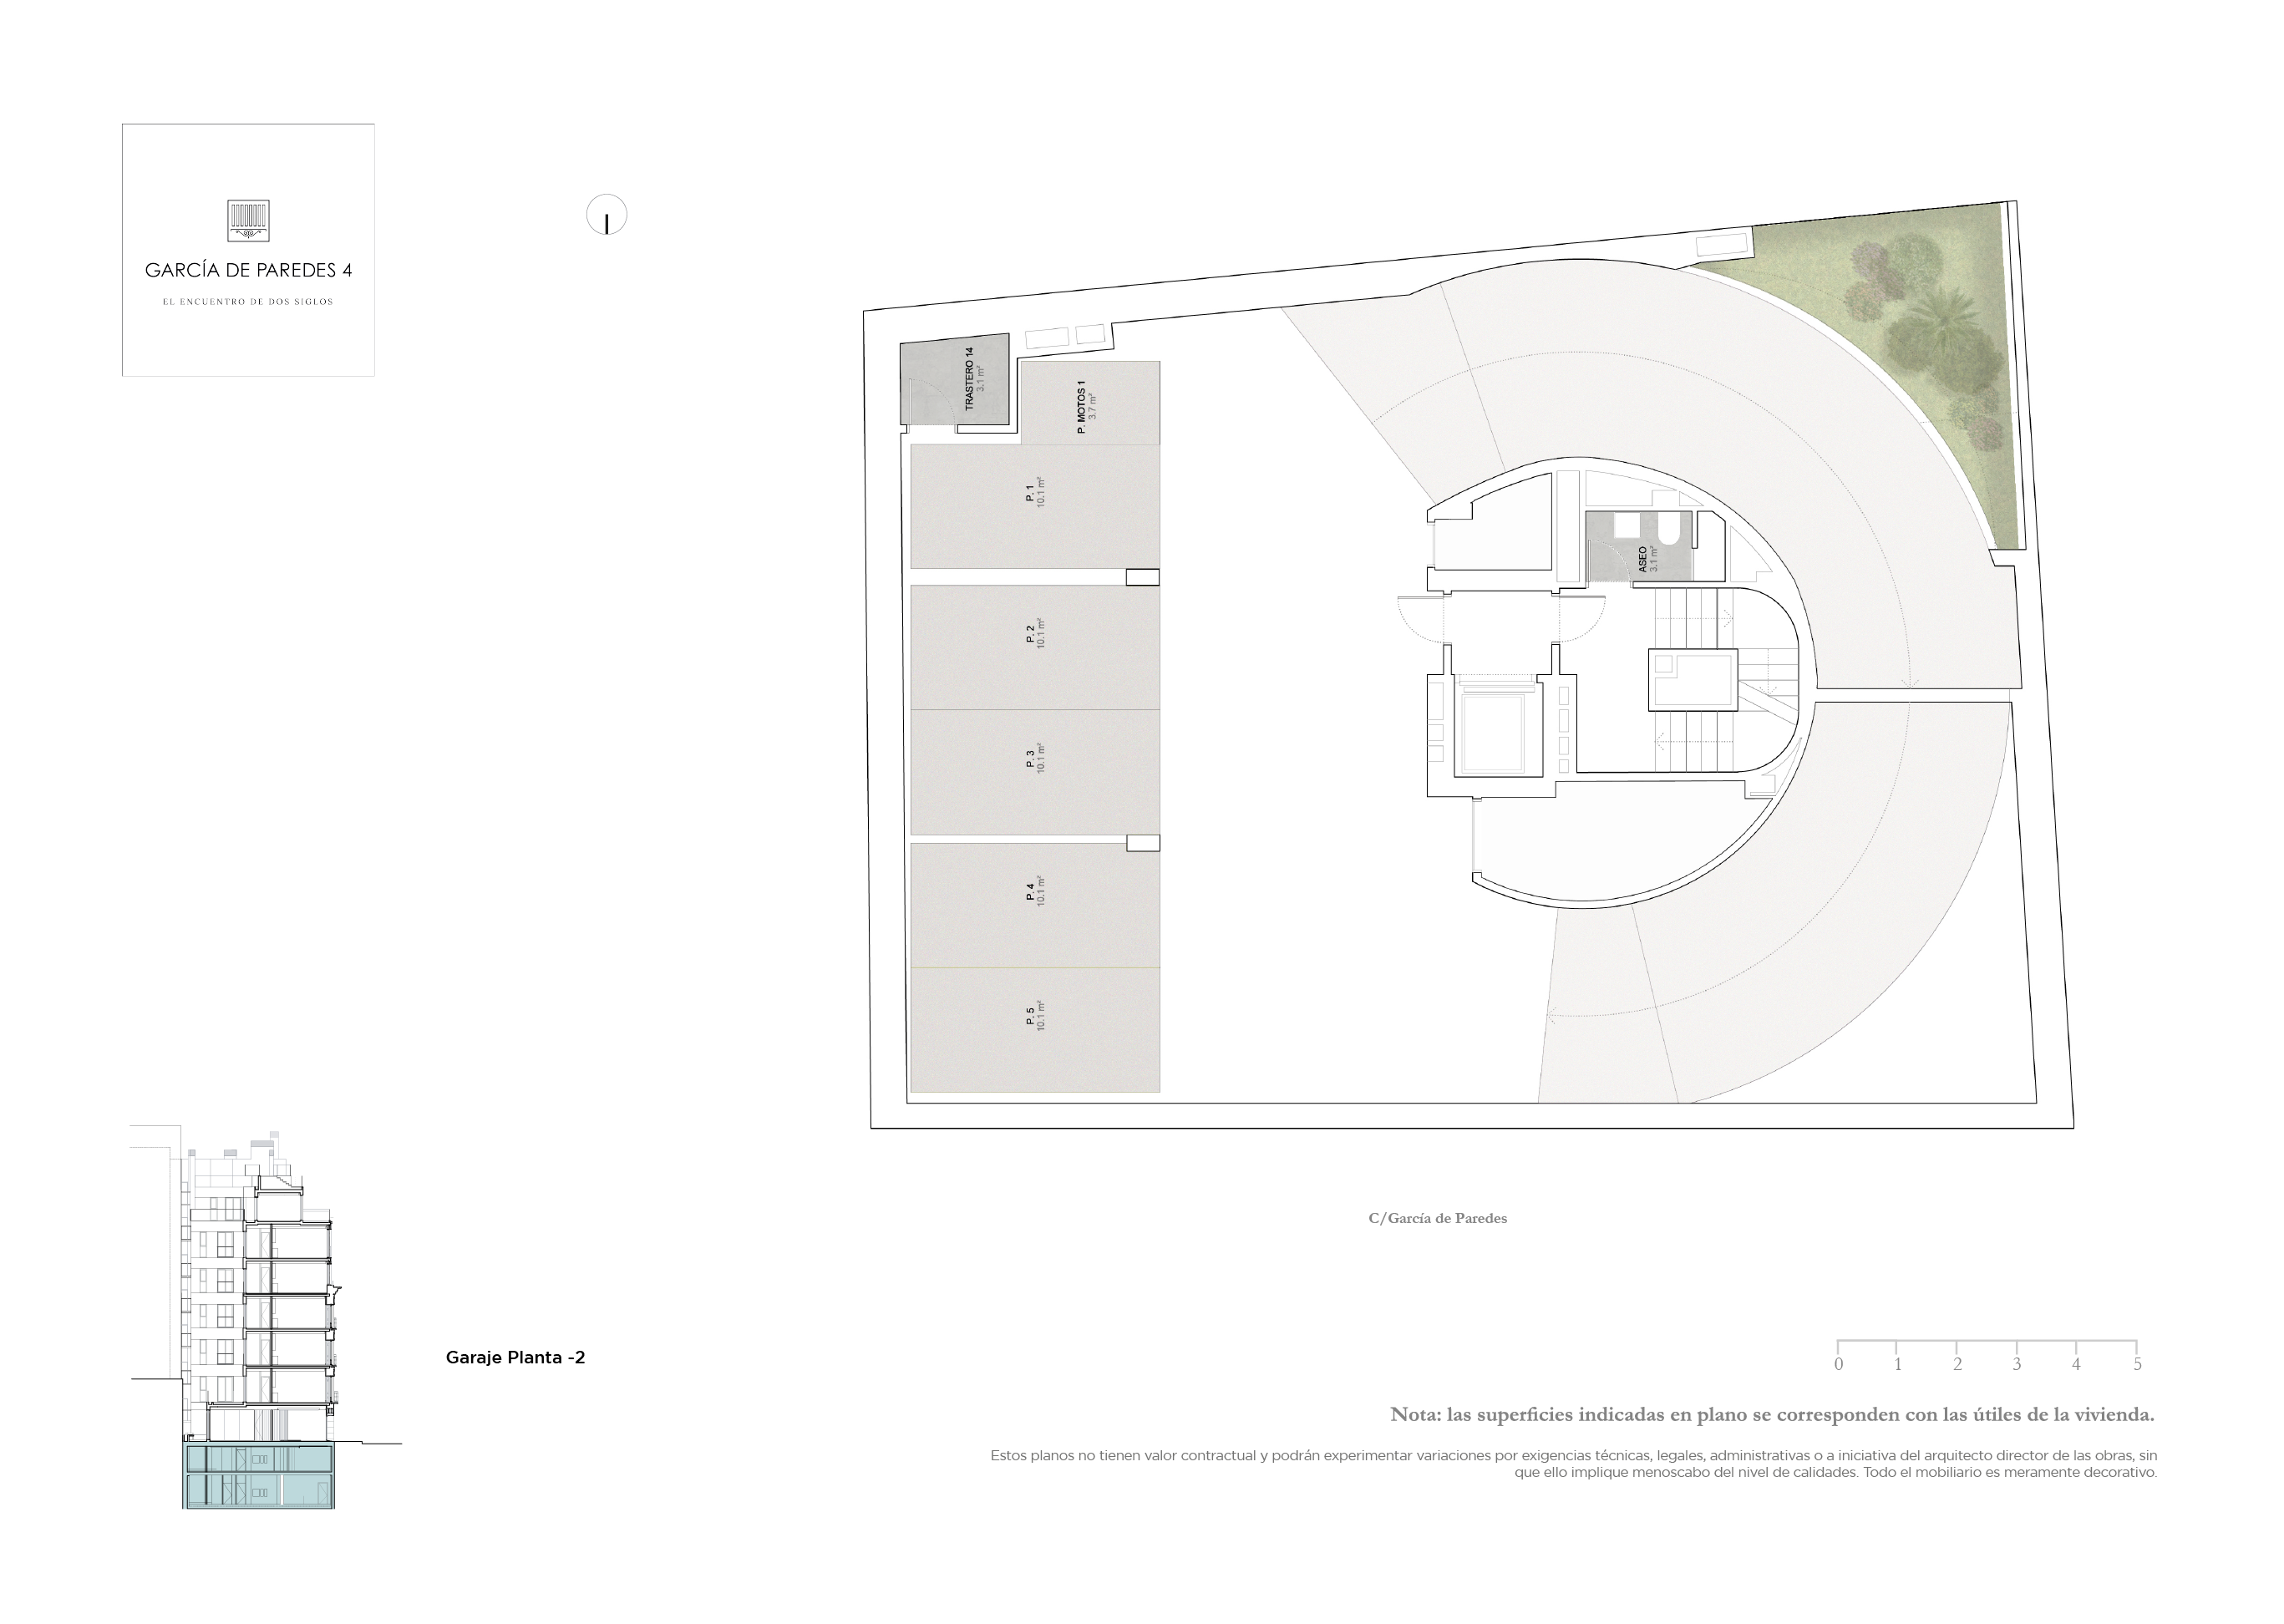 GARCÍA DE PAREDES 4
EL ENCUENTRO DE DOS SIGLOS
TRASTERO 14
3.1 m²
P. MOTOS 1
3.7 m²
P. 1
10.1 m²
P. 2
10.1 m²
P. 3
10.1 m²
P. 4
10.1 m²
P. 5
10.1 m²
ASEO
3.1 m²
C/García de Paredes
Garaje Planta -2
0 1 2 3 4 5
Nota: las superficies indicadas en plano se corresponden con las útiles de la vivienda.
Estos planos no tienen valor contractual y podrán experimentar variaciones por exigencias técnicas, legales, administrativas o a iniciativa del arquitecto director de las obras, sin
que ello implique menoscabo del nivel de calidades. Todo el mobiliario es meramente decorativo.